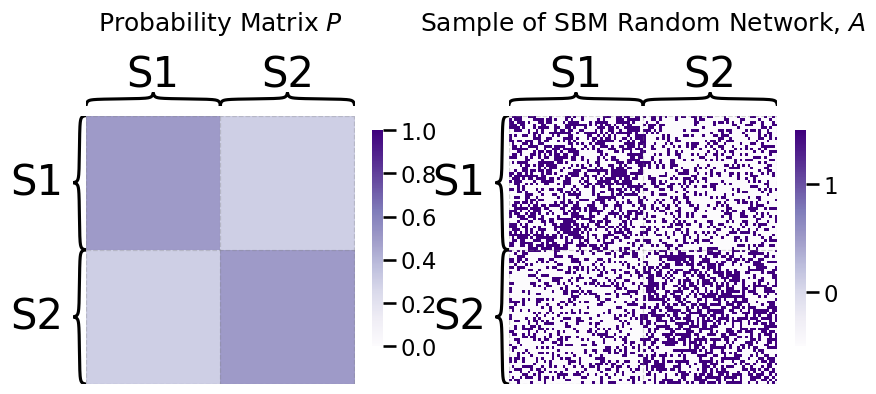 Probability Matrix P
Sample of SBM Random Network, A
S1 S2
S1 S2
S1
S2
1.0
0.8
0.6
0.4
0.2
0.0
S1
S2
1
0